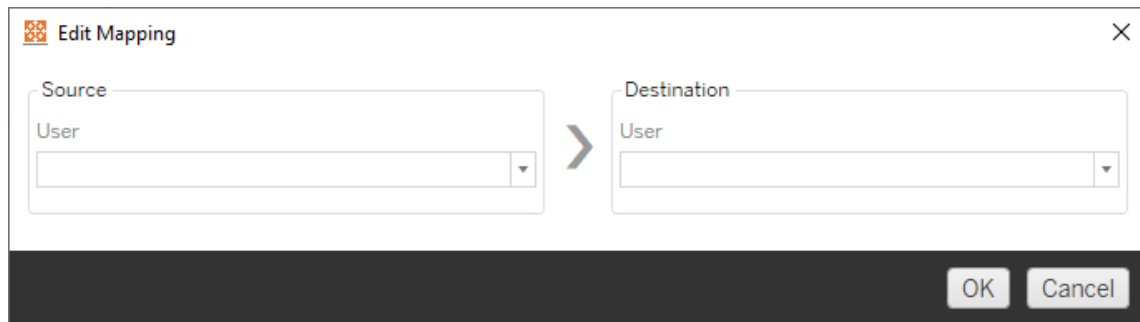 Edit Mapping
Source
User
Destination
User
OK
Cancel